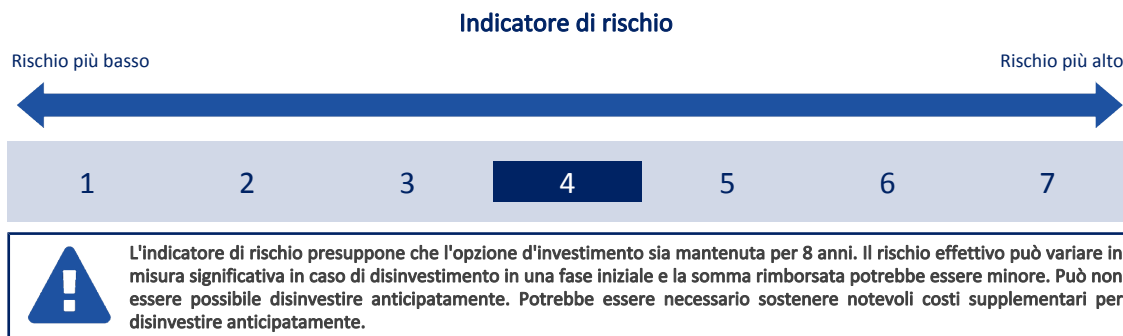 Indicatore di rischio
Rischio più basso
Rischio più alto
1 2 3 4 5 6 7
L'indicatore di rischio presuppone che l'opzione d'investimento sia mantenuta per 8 anni. Il rischio effettivo può variare in
misura significativa in caso di disinvestimento in una fase iniziale e la somma rimborsata potrebbe essere minore. Può non
essere possibile disinvestire anticipatamente. Potrebbe essere necessario sostenere notevoli costi supplementari per
disinvestire anticipatamente.